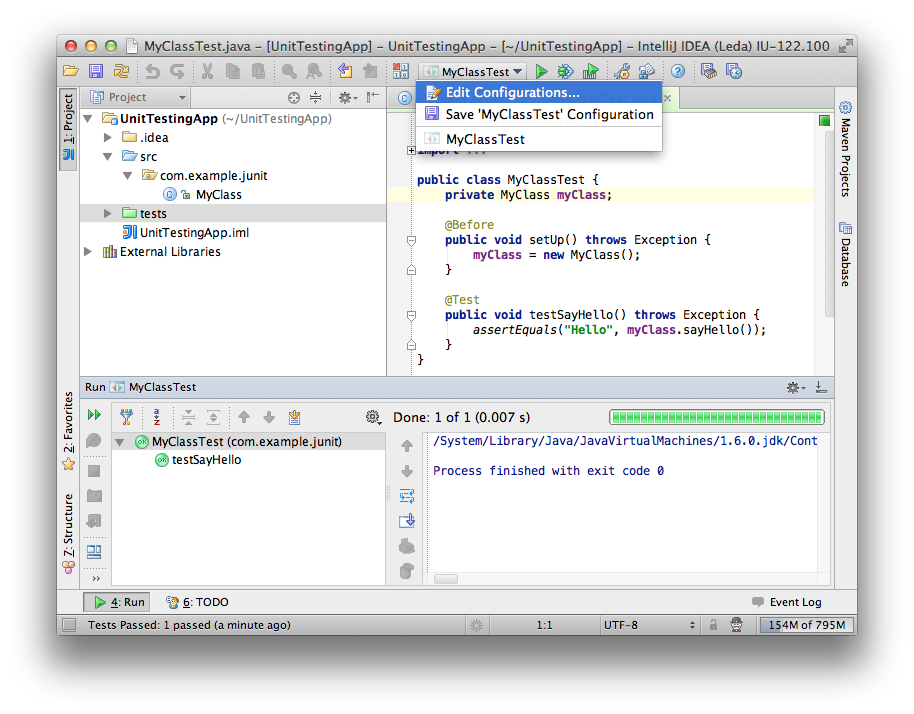 MyClassTest.java – [UnitTestingApp] – UnitTestingApp – [~/UnitTestingApp] – IntelliJ IDEA (Leda) IU-122.100
MyClassTest
Edit Configurations...
Save 'MyClassTest' Configuration
MyClassTest
Project
1: Project
UnitTestingApp (~/UnitTestingApp)
.idea
src
com.example.junit
MyClass
tests
UnitTestingApp.iml
External Libraries
import ...
public class MyClassTest {
private MyClass myClass;
@Before
public void setUp() throws Exception {
myClass = new MyClass();
}
@Test
public void testSayHello() throws Exception {
assertEquals("Hello", myClass.sayHello());
}
}
Maven Projects
Database
Run MyClassTest
2: Favorites
Z: Structure
Done: 1 of 1 (0.007 s)
MyClassTest (com.example.junit)
testSayHello
/System/Library/Java/JavaVirtualMachines/1.6.0.jdk/Cont
Process finished with exit code 0
4: Run
6: TODO
Event Log
Tests Passed: 1 passed (a minute ago)
1:1
UTF-8
154M of 795M